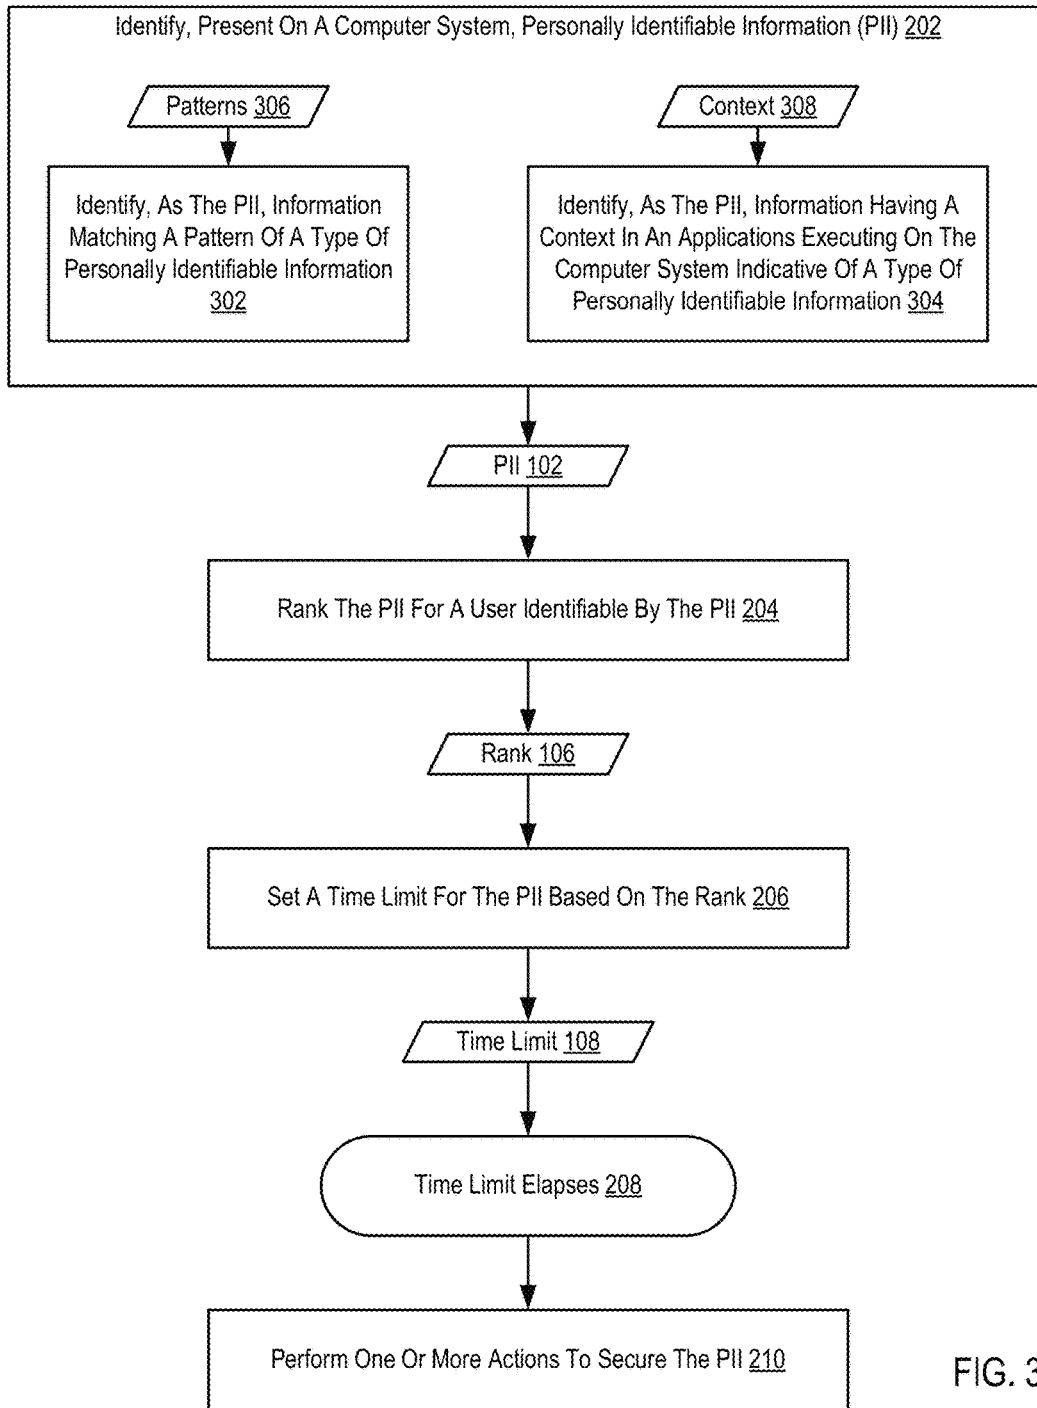 Identify, Present On A Computer System, Personally Identifiable Information (PII) 202
Patterns 306
Context 308
Identify, As The PII, Information
Matching A Pattern Of A Type Of
Personally Identifiable Information
302
Identify, As The PII, Information Having A
Context In An Applications Executing On The
Computer System Indicative Of A Type Of
Personally Identifiable Information 304
PII 102
Rank The PII For A User Identifiable By The PII 204
Rank 106
Set A Time Limit For The PII Based On The Rank 206
Time Limit 108
Time Limit Elapses 208
Perform One Or More Actions To Secure The PII 210
FIG. 3